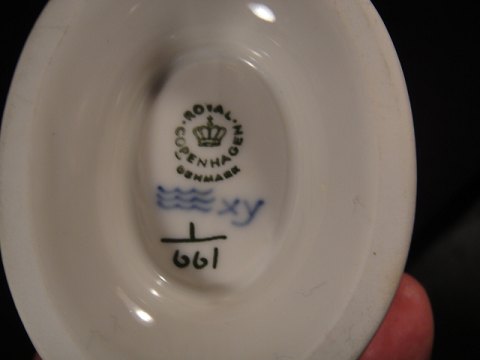 ROYAL
COPENHAGEN
DENMARK
xy
1
661